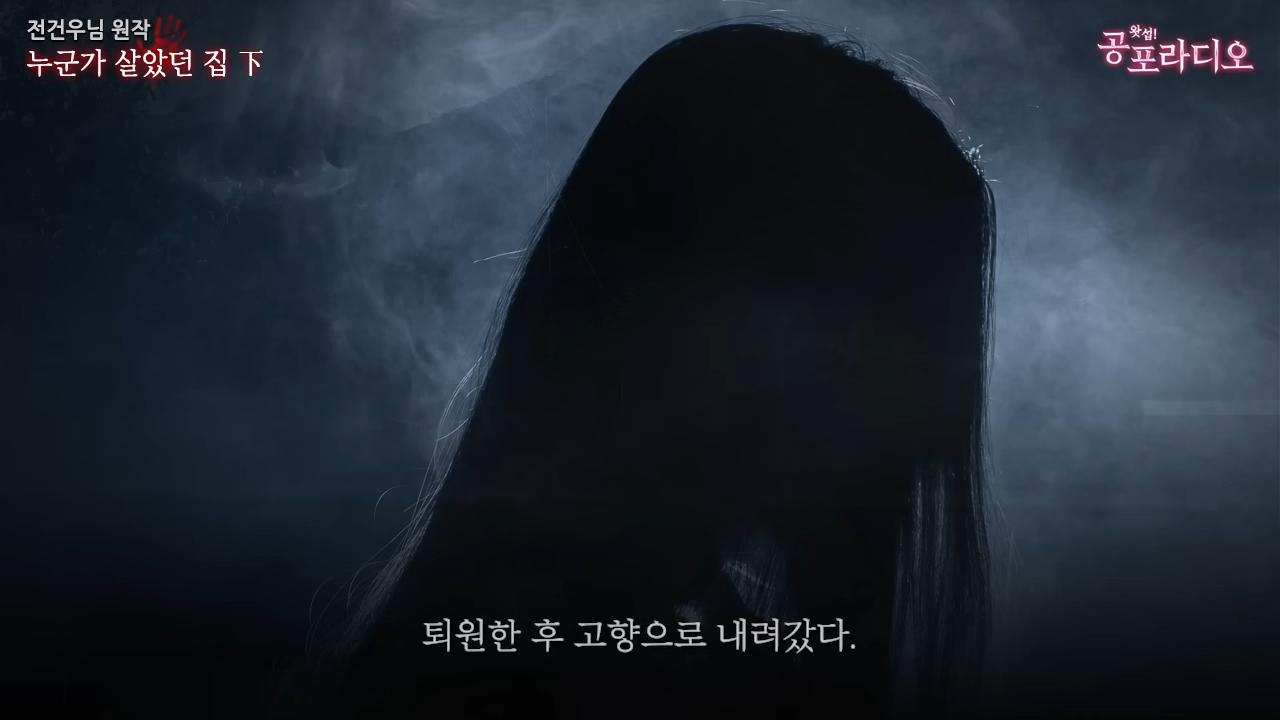 전건우님 원작
누군가 살았던 집 下
왓섭!
공포라디오
퇴원한 후 고향으로 내려갔다.